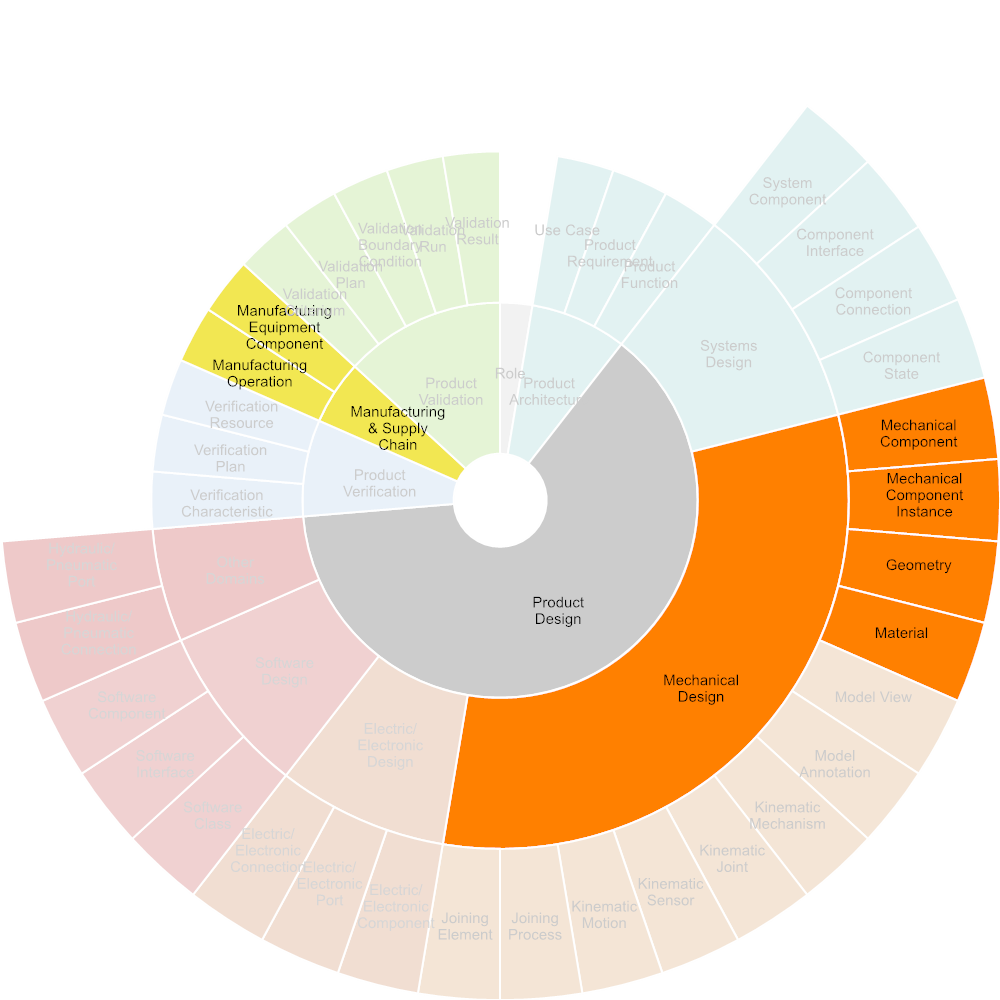 Validation
Result
Validation
Run
Validation
Boundary
Condition
Validation
Plan
Validation
Product
Validation
Role
Use Case
Product
Requirement
Product
Function
Product
Architecture
System
Component
Component
Interface
Component
Connection
Component
State
Systems
Design
Manufacturing
Equipment
Component
Manufacturing
Operation
Manufacturing
& Supply
Chain
Verification
Resource
Verification
Plan
Verification
Characteristic
Product
Verification
Product
Design
Mechanical
Design
Mechanical
Component
Mechanical
Component
Instance
Geometry
Material
Model View
Model
Annotation
Kinematic
Mechanism
Kinematic
Joint
Kinematic
Sensor
Kinematic
Motion
Joining
Process
Joining
Element
Electric/
Electronic
Design
Electric/
Electronic
Component
Electric/
Electronic
Port
Electric/
Electronic
Connection
Software
Design
Software
Component
Software
Interface
Software